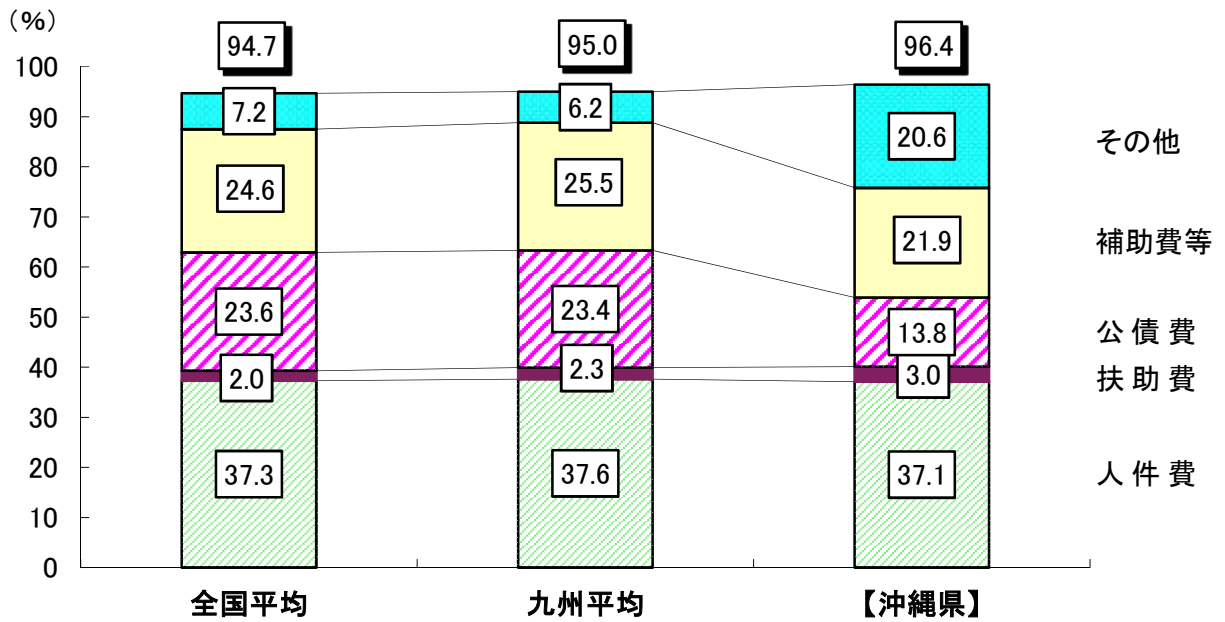 (%)
94.7 95.0 96.4
100
90
80
70
60
50
40
30
20
10
0
7.2 6.2 20.6 その他
24.6 25.5 21.9 補助費等
23.6 23.4 13.8 公債費
2.0 2.3 3.0 扶助費
37.3 37.6 37.1 人件費
全国平均 九州平均 【沖縄県】